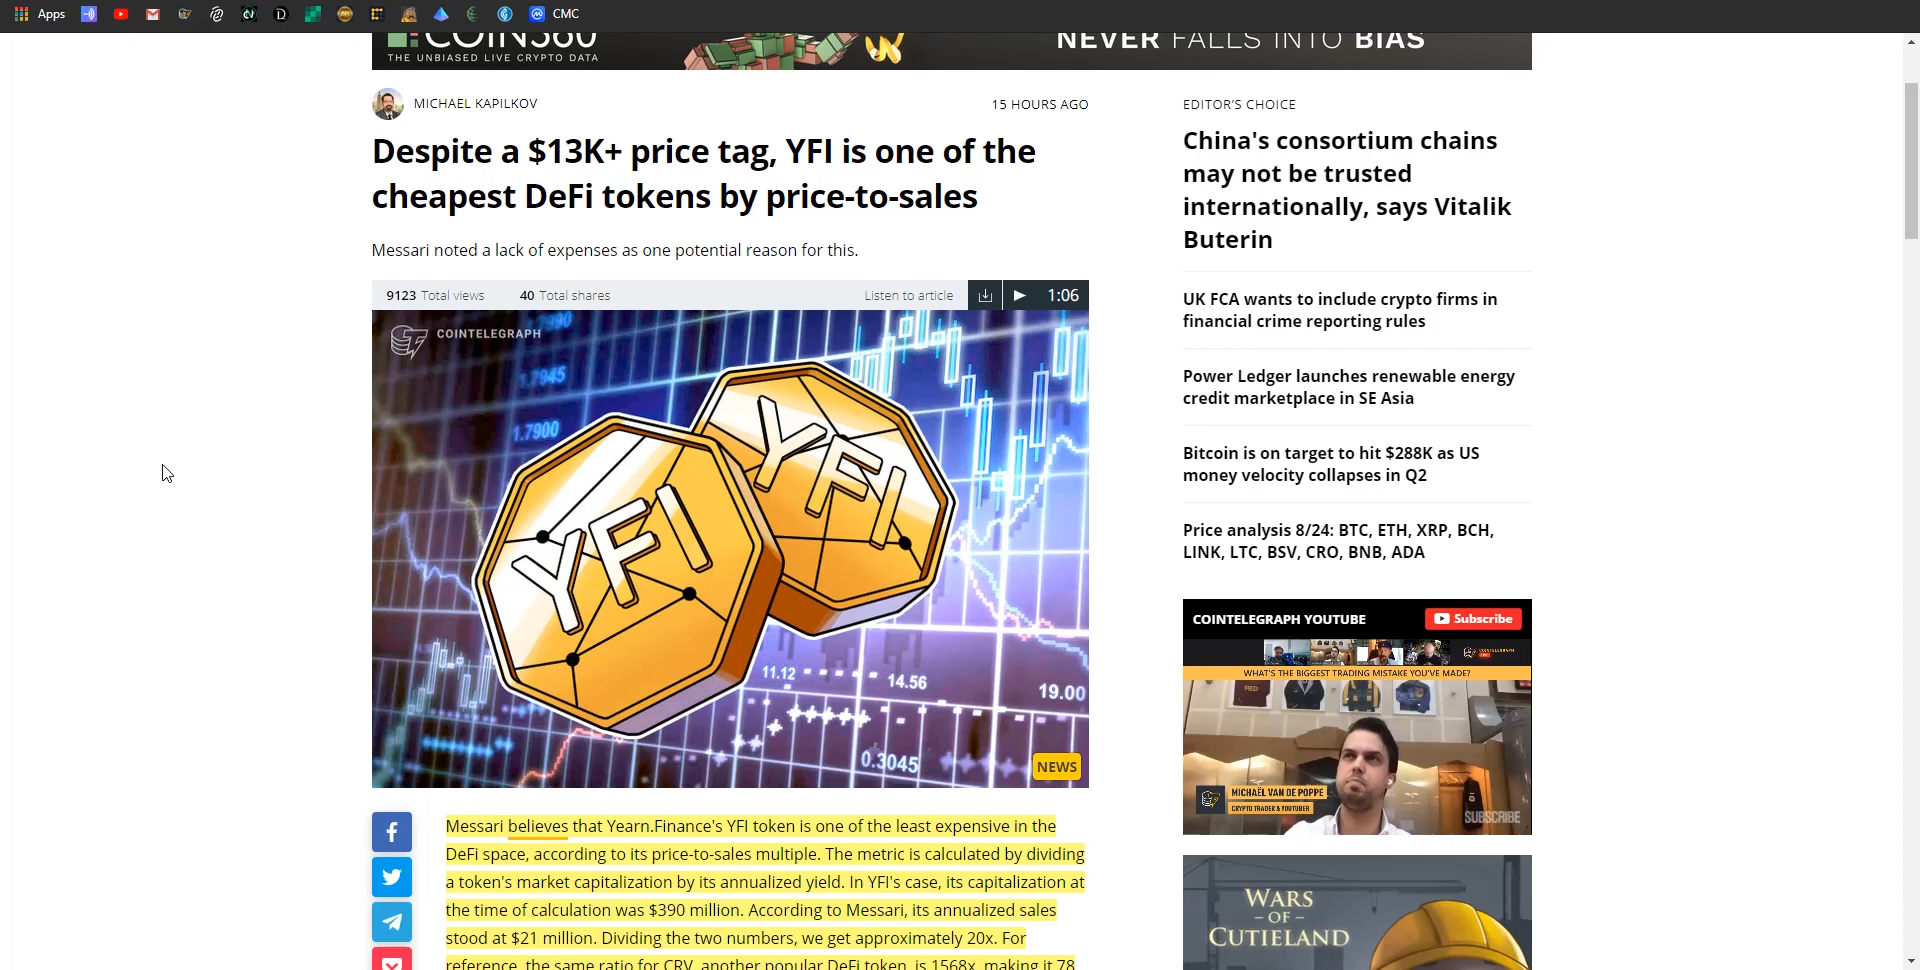 Apps
CMC
COIN360
THE UNBIASED LIVE CRYPTO DATA
NEVER FALLS INTO BIAS
MICHAEL KAPILKOV
15 HOURS AGO
Despite a $13K+ price tag, YFI is one of the
cheapest DeFi tokens by price-to-sales
Messari noted a lack of expenses as one potential reason for this.
9123 Total views
40 Total shares
Listen to article
1:06
COINTELEGRAPH
1.7945
1.7900
YFI
YFI
11.12
14.56
19.00
0.3045
NEWS
Messari believes that Yearn.Finance's YFI token is one of the least expensive in the
DeFi space, according to its price-to-sales multiple. The metric is calculated by dividing
a token's market capitalization by its annualized yield. In YFI's case, its capitalization at
the time of calculation was $390 million. According to Messari, its annualized sales
stood at $21 million. Dividing the two numbers, we get approximately 20x. For
reference, the same ratio for CRV, another popular DeFi token, is 1568x, making it 78
EDITOR'S CHOICE
China's consortium chains
may not be trusted
internationally, says Vitalik
Buterin
UK FCA wants to include crypto firms in
financial crime reporting rules
Power Ledger launches renewable energy
credit marketplace in SE Asia
Bitcoin is on target to hit $288K as US
money velocity collapses in Q2
Price analysis 8/24: BTC, ETH, XRP, BCH,
LINK, LTC, BSV, CRO, BNB, ADA
COINTELEGRAPH YOUTUBE
Subscribe
WHAT'S THE BIGGEST TRADING MISTAKE YOU'VE MADE?
MICHAËL VAN DE POPPE
CRYPTO TRADER & YOUTUBER
SUBSCRIBE
WARS
- OF -
CUTIELAND